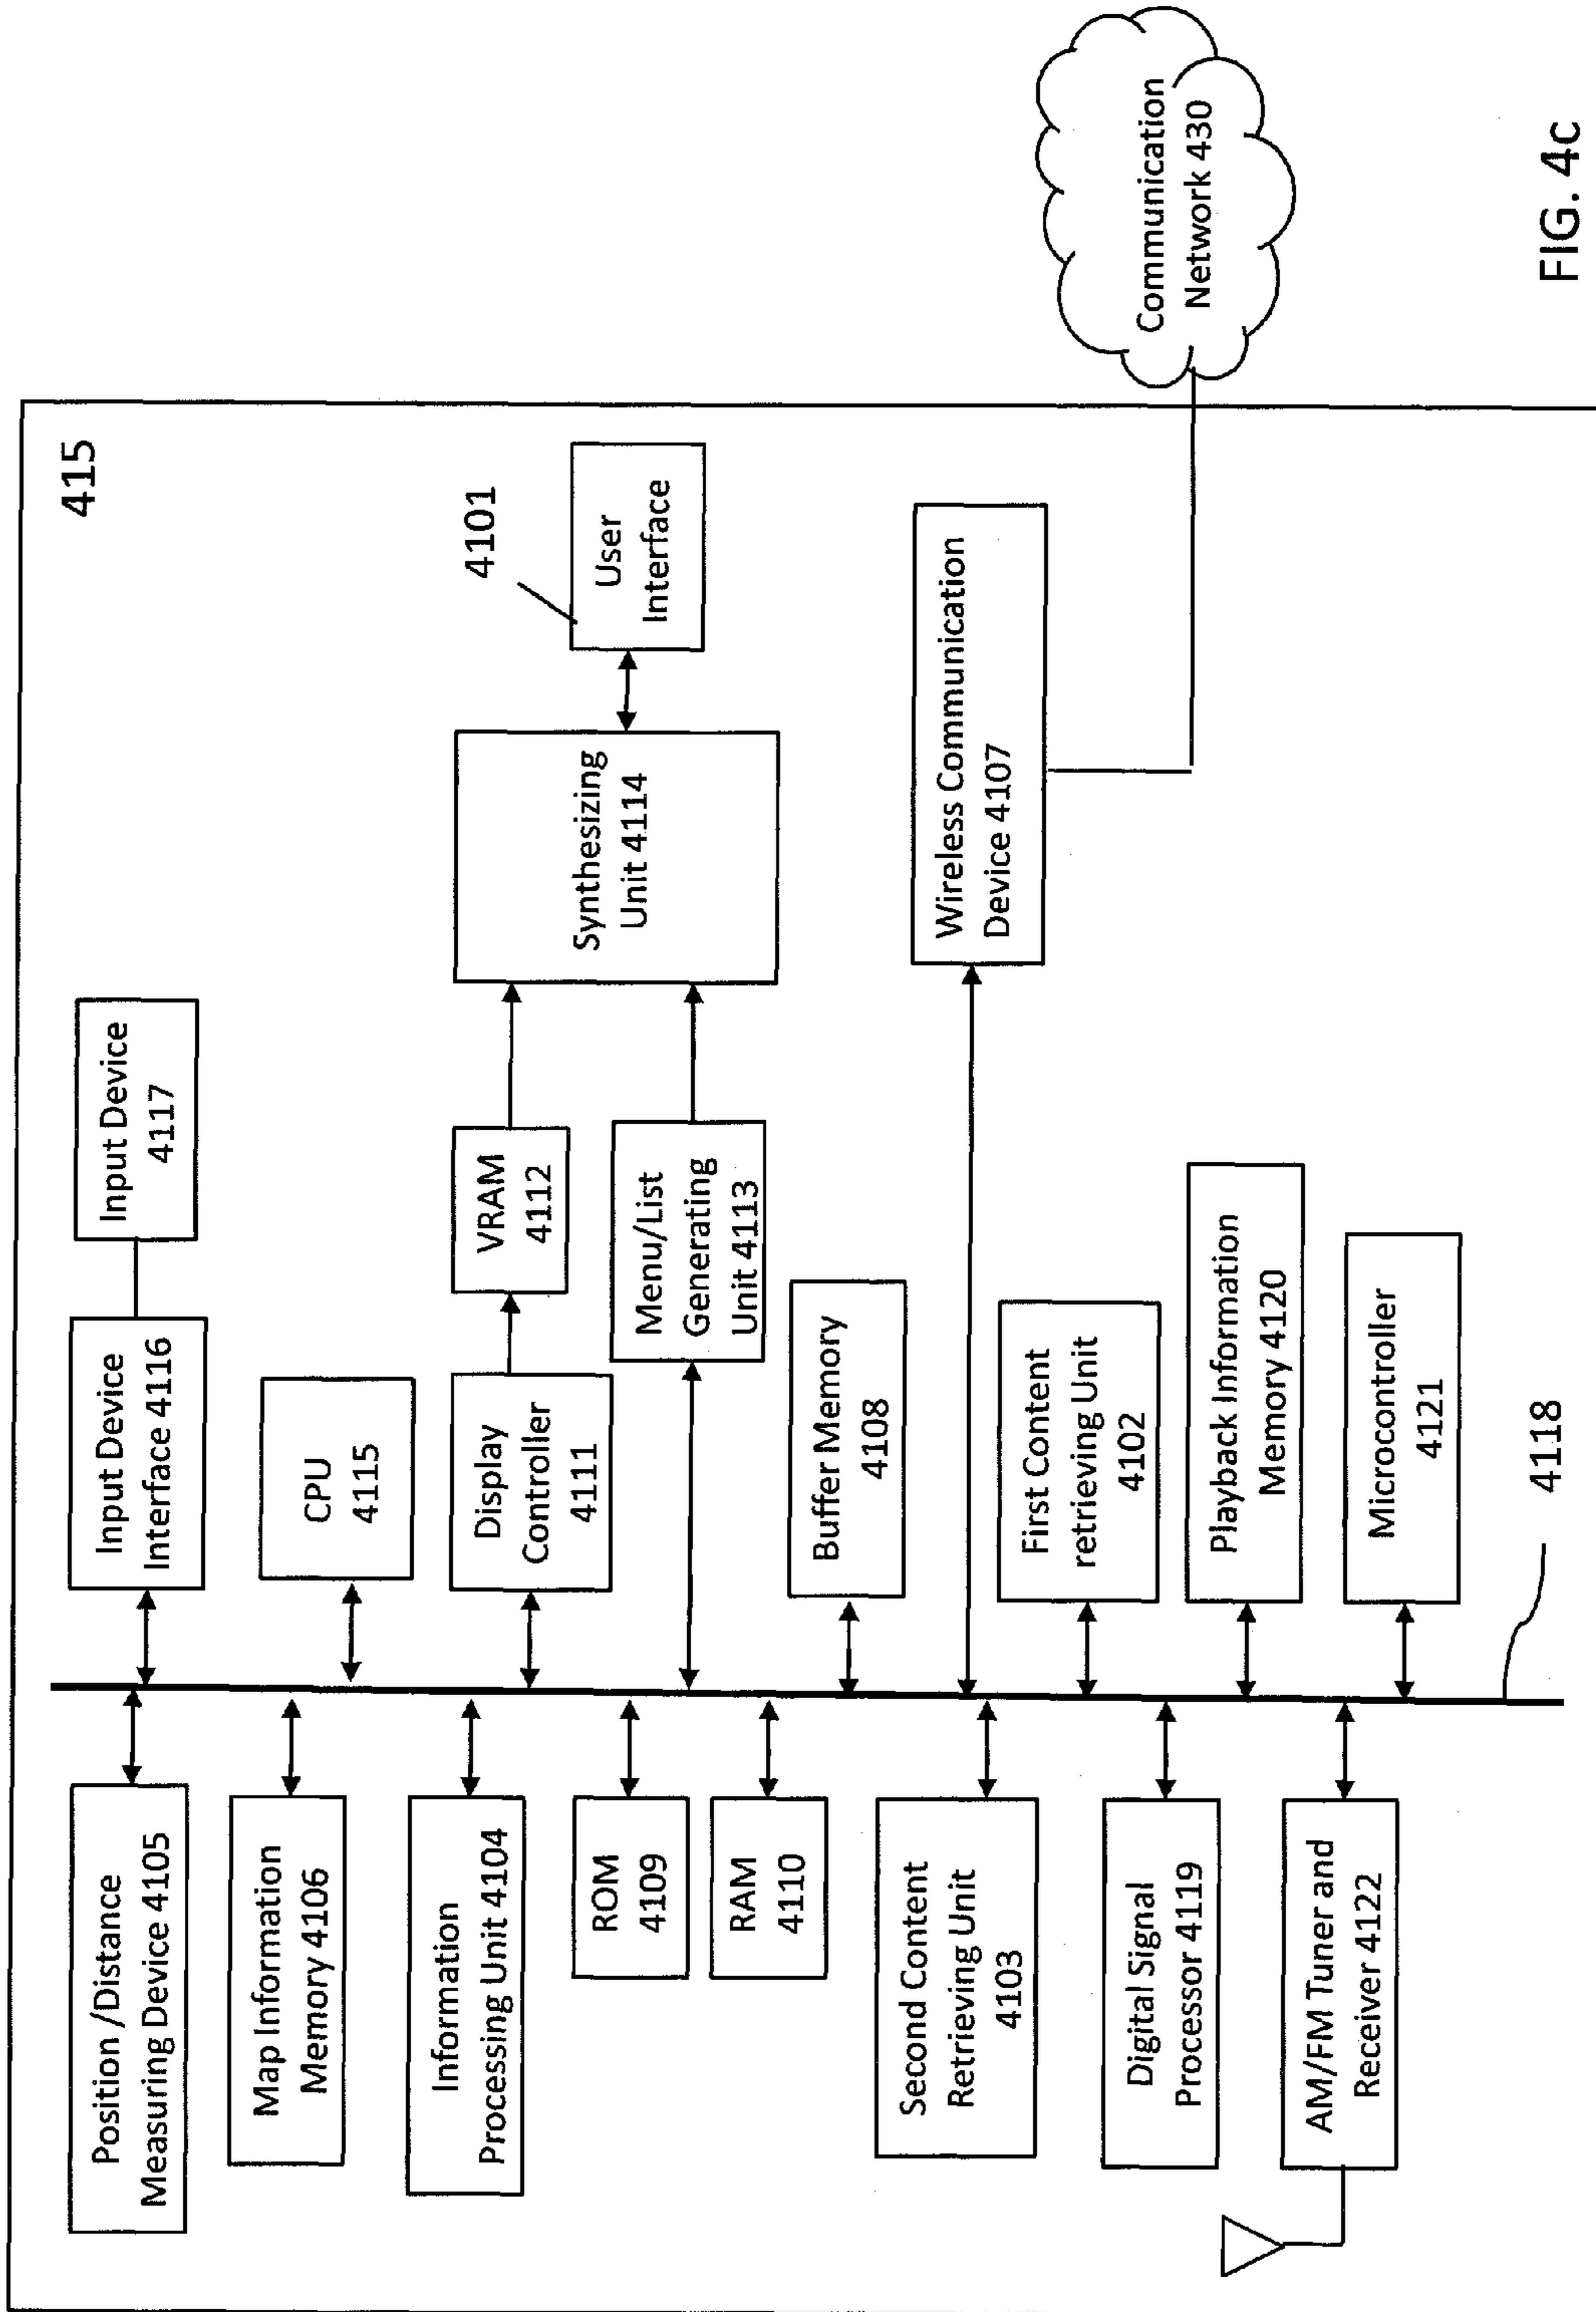 415
Position /Distance
Measuring Device 4105
Input Device
Interface 4116
Input Device
4117
Map Information
Memory 4106
CPU
4115
Information
Processing Unit 4104
Display
Controller
4111
VRAM
4112
Synthesizing
Unit 4114
4101
User
Interface
ROM
4109
Menu/List
Generating
Unit 4113
RAM
4110
Buffer Memory
4108
Second Content
Retrieving Unit
4103
Wireless Communication
Device 4107
Communication
Network 430
First Content
retrieving Unit
4102
Digital Signal
Processor 4119
Playback Information
Memory 4120
AM/FM Tuner and
Receiver 4122
Microcontroller
4121
4118
FIG. 4c